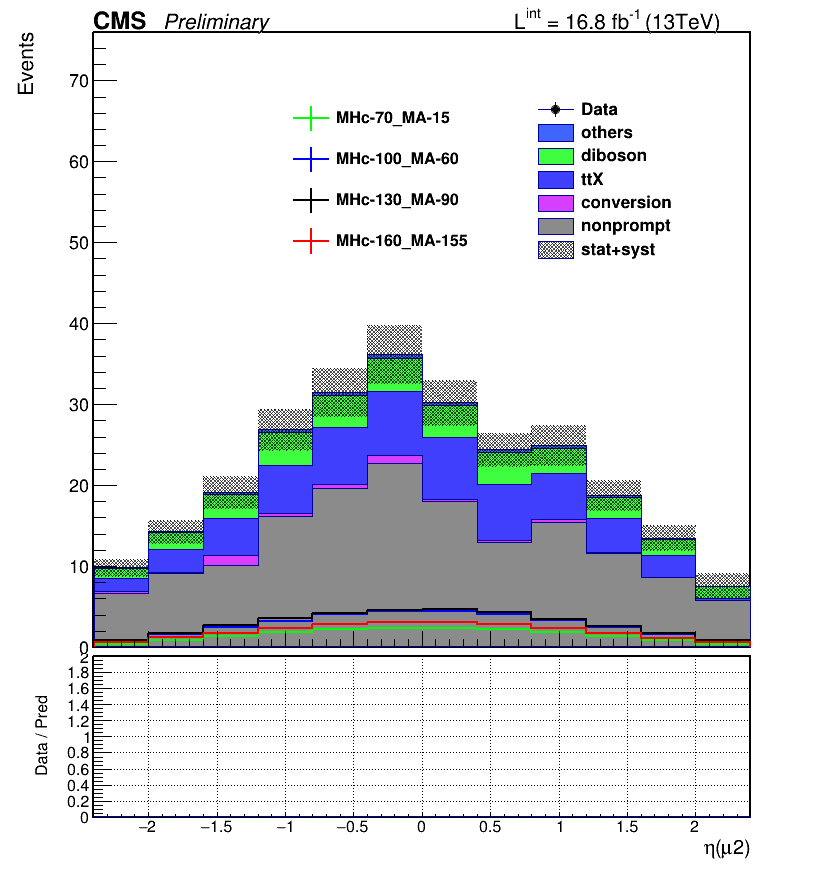 CMS Preliminary L^int = 16.8 fb^-1 (13TeV)
Events
70
60
50
40
30
20
10
0
MHc-70_MA-15
MHc-100_MA-60
MHc-130_MA-90
MHc-160_MA-155
Data
others
diboson
ttX
conversion
nonprompt
stat+syst
Data / Pred
2
1.8
1.6
1.4
1.2
1
0.8
0.6
0.4
0.2
0
−2 −1.5 −1 −0.5 0 0.5 1 1.5 2
η(μ2)